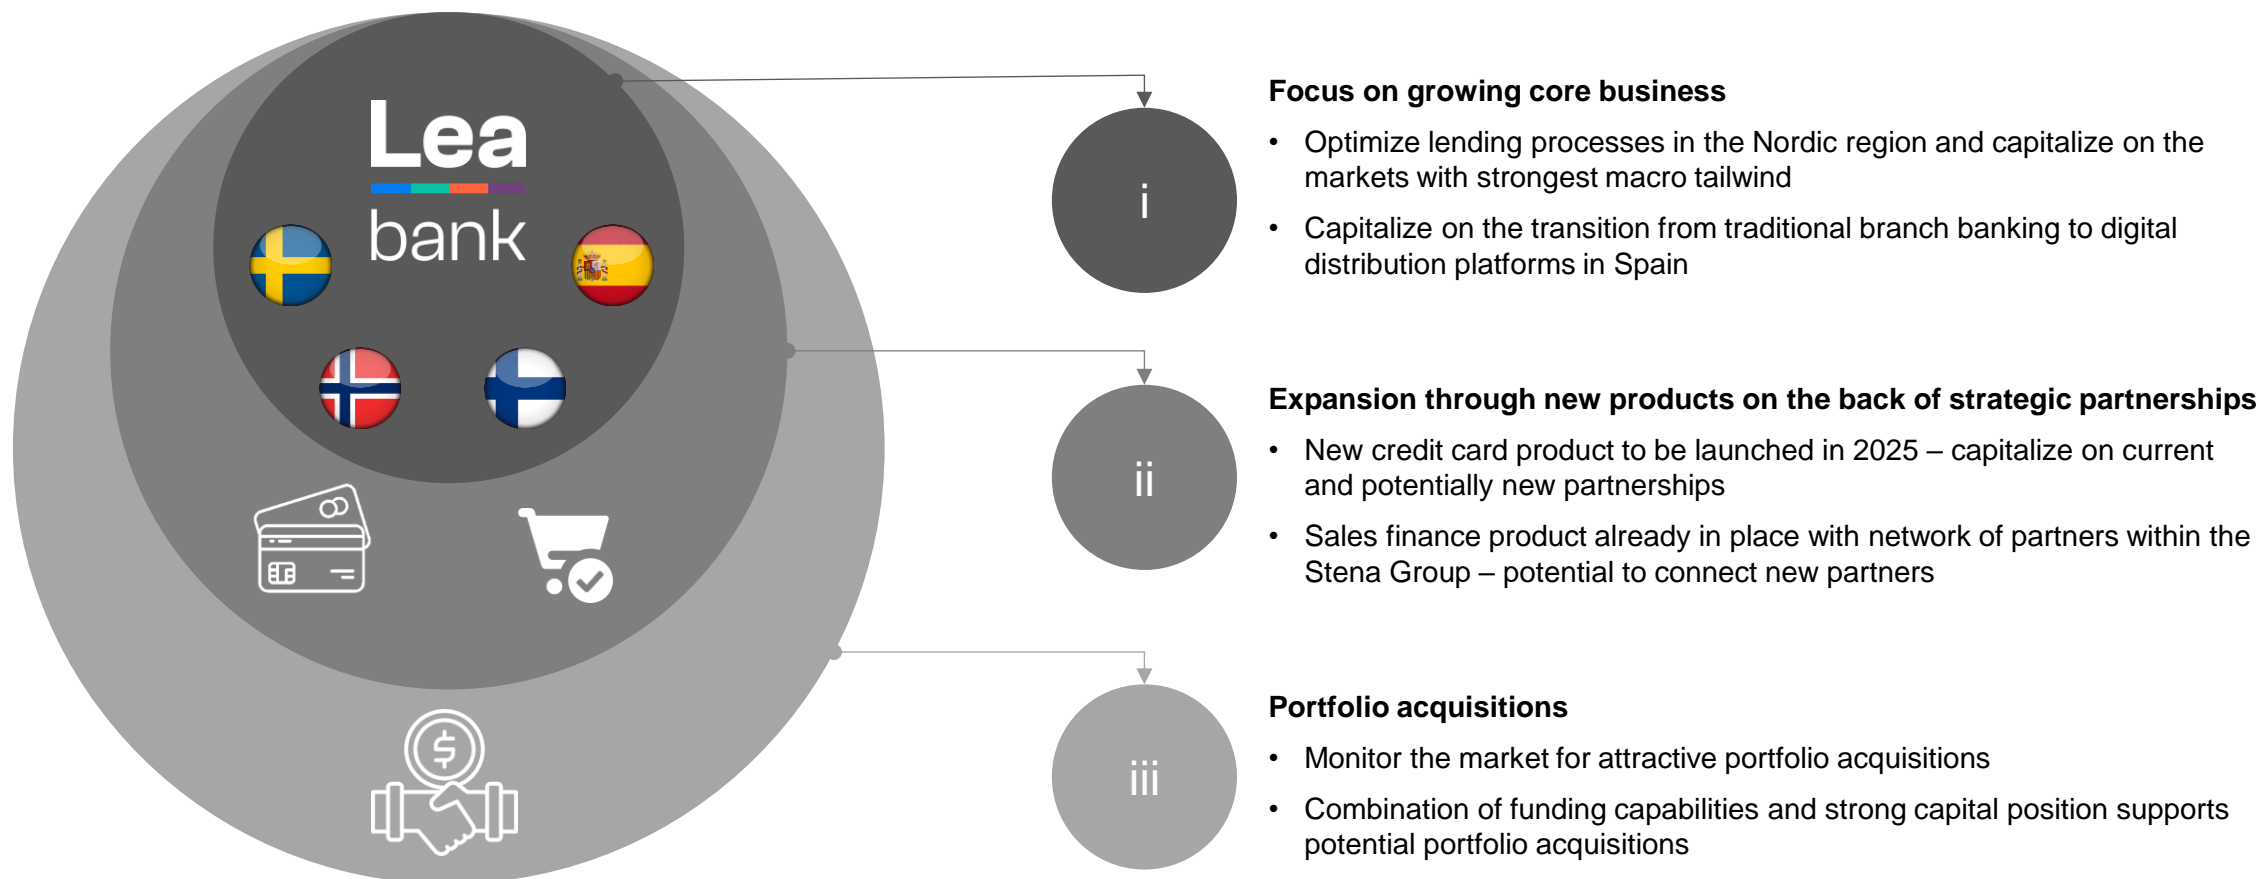 Lea
bank
i
Focus on growing core business
• Optimize lending processes in the Nordic region and capitalize on the
markets with strongest macro tailwind
• Capitalize on the transition from traditional branch banking to digital
distribution platforms in Spain
ii
Expansion through new products on the back of strategic partnerships
• New credit card product to be launched in 2025 – capitalize on current
and potentially new partnerships
• Sales finance product already in place with network of partners within the
Stena Group – potential to connect new partners
$
iii
Portfolio acquisitions
• Monitor the market for attractive portfolio acquisitions
• Combination of funding capabilities and strong capital position supports
potential portfolio acquisitions